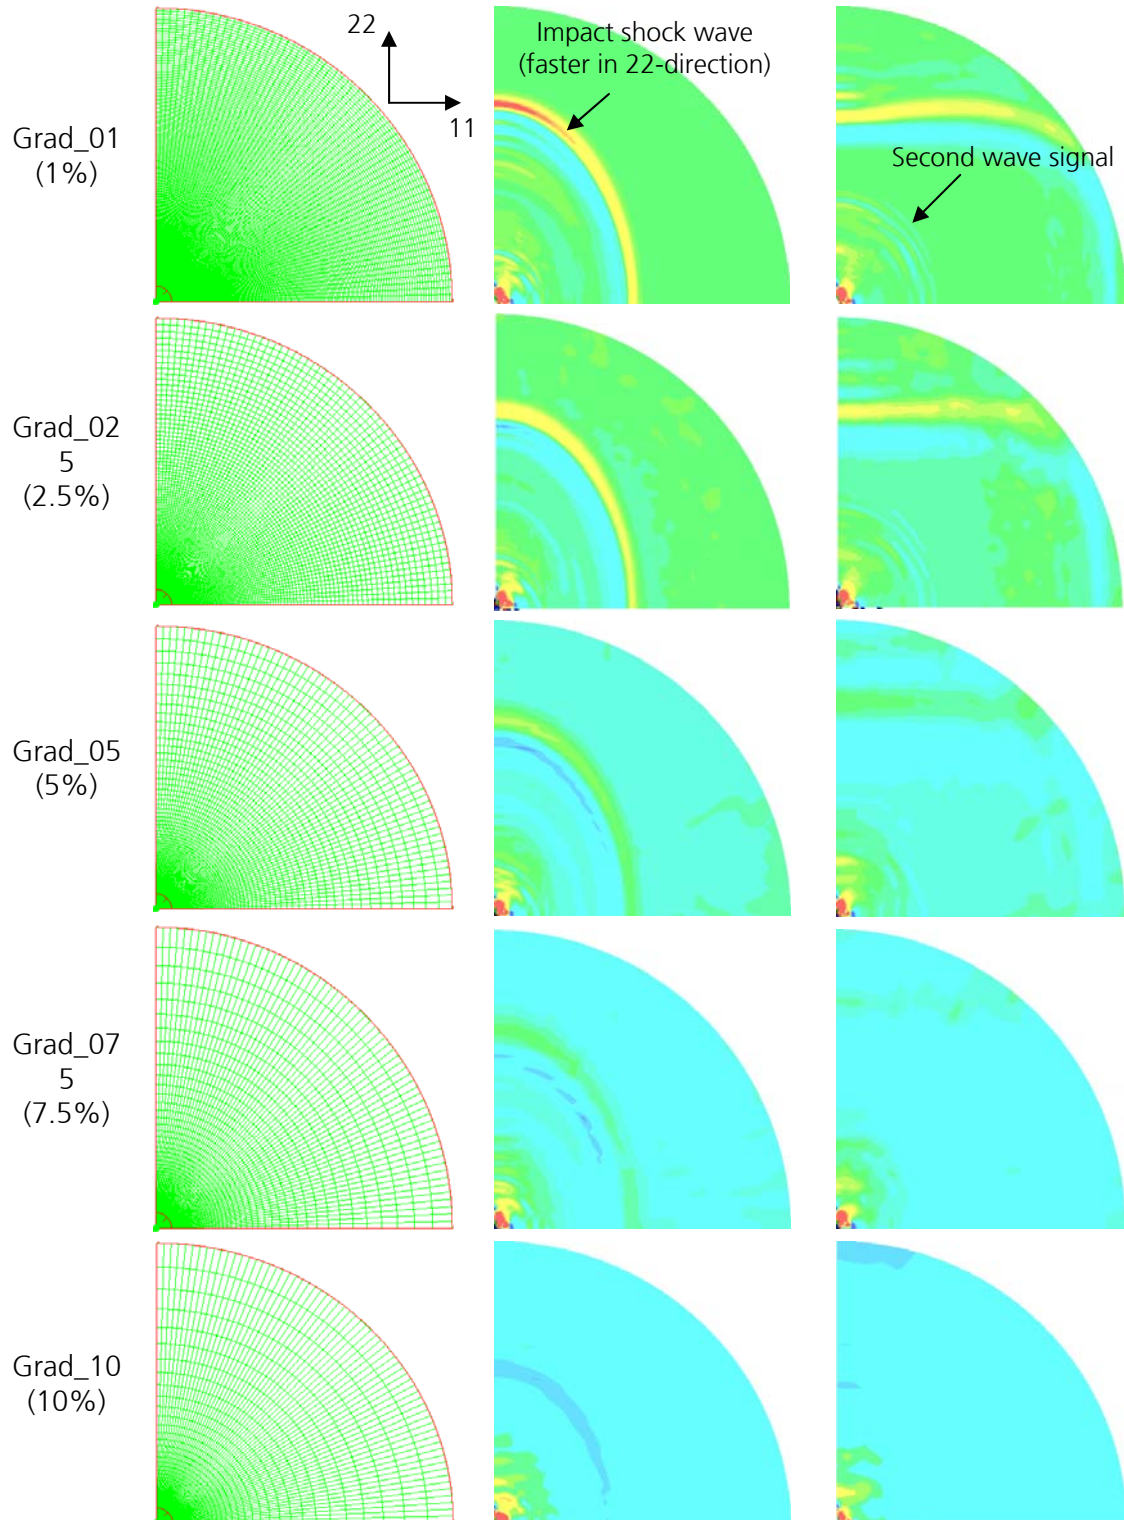 22
11
Impact shock wave
(faster in 22-direction)
Second wave signal
Grad_01
(1%)
Grad_02
5
(2.5%)
Grad_05
(5%)
Grad_07
5
(7.5%)
Grad_10
(10%)